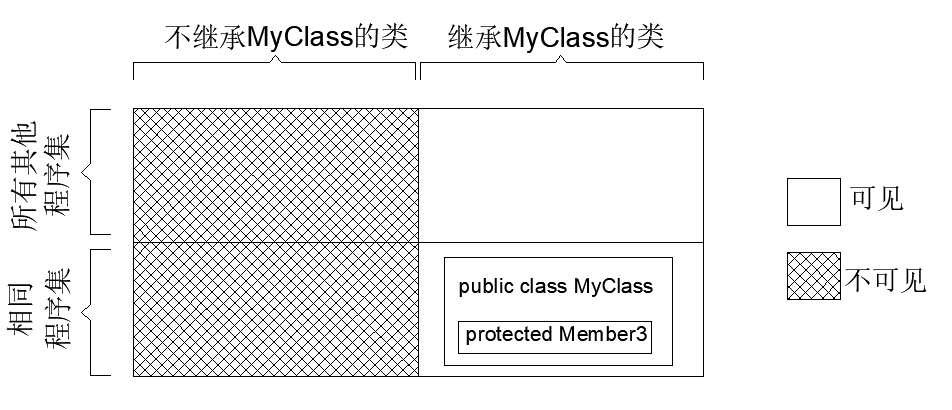 不继承MyClass的类
继承MyClass的类
所有其他
程序集
相同
程序集
public class MyClass
protected Member3
可见
不可见